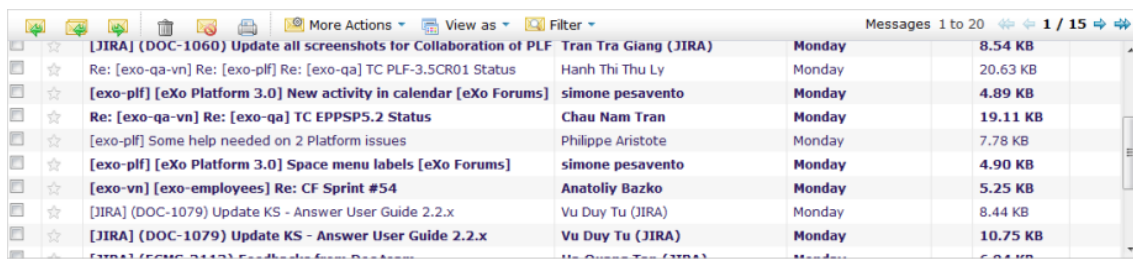 More Actions View as Filter Messages 1 to 20 1 / 15
[JIRA] (DOC-1060) Update all screenshots for Collaboration of PLF Tran Tra Giang (JIRA) Monday 8.54 KB
Re: [exo-qa-vn] Re: [exo-plf] Re: [exo-qa] TC PLF-3.5CR01 Status Hanh Thi Thu Ly Monday 20.63 KB
[exo-plf] [eXo Platform 3.0] New activity in calendar [eXo Forums] simone pesavento Monday 4.89 KB
Re: [exo-qa-vn] Re: [exo-qa] TC EPPSP5.2 Status Chau Nam Tran Monday 19.11 KB
[exo-plf] Some help needed on 2 Platform issues Philippe Aristote Monday 7.78 KB
[exo-plf] [eXo Platform 3.0] Space menu labels [eXo Forums] simone pesavento Monday 4.90 KB
[exo-vn] [exo-employees] Re: CF Sprint #54 Anatoliy Bazko Monday 5.25 KB
[JIRA] (DOC-1079) Update KS - Answer User Guide 2.2.x Vu Duy Tu (JIRA) Monday 8.44 KB
[JIRA] (DOC-1079) Update KS - Answer User Guide 2.2.x Vu Duy Tu (JIRA) Monday 10.75 KB